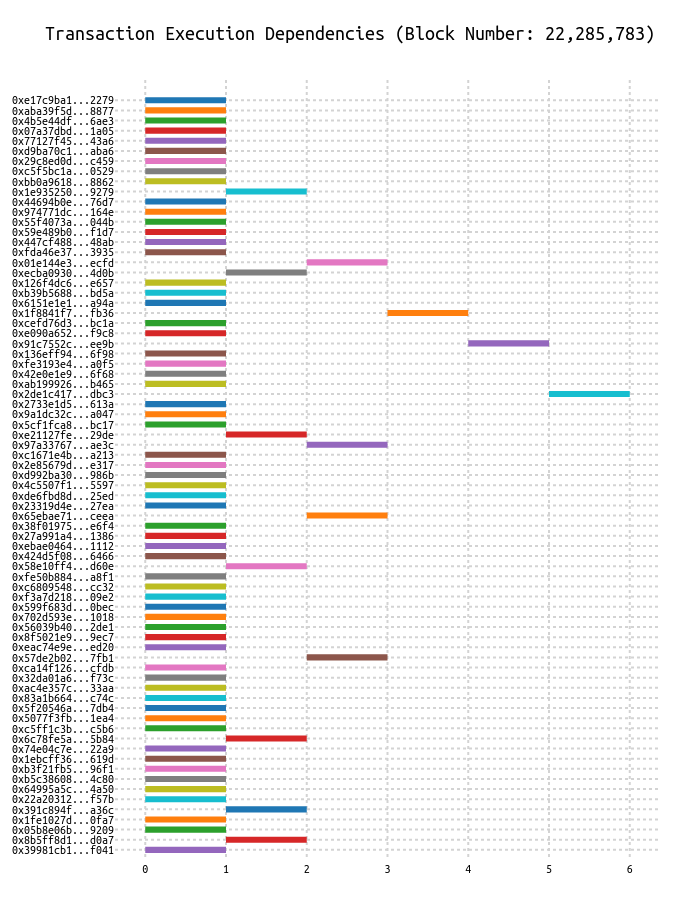 Transaction Execution Dependencies (Block Number: 22,285,783)
0xe17c9ba1...2279
0xaba39f5d...8877
0x4b5e44df...6ae3
0x07a37dbd...1a05
0x77127f45...43a6
0xd9ba70c1...aba6
0x29c8ed0d...c459
0xc5f5bc1a...0529
0xbb0a9618...8862
0x1e935250...9279
0x44694b0e...76d7
0x974771dc...164e
0x55f4073a...044b
0x59e489b0...f1d7
0x447cf488...48ab
0xfda46e37...3935
0x01e144e3...ecfd
0xecba0930...4d0b
0x126f4dc6...e657
0xb39b5688...bd5a
0x6151e1e1...a94a
0x1f8841f7...fb36
0xcefd76d3...bc1a
0xe090a652...f9c8
0x91c7552c...ee9b
0x136eff94...6f98
0xfe3193e4...a0f5
0x42e0e1e9...6f68
0xab199926...b465
0x2de1c417...dbc3
0x2733e1d5...613a
0x9a1dc32c...a047
0x5cf1fca8...bc17
0xe21127fe...29de
0x97a33767...ae3c
0xc1671e4b...a213
0x2e85679d...e317
0xd992ba30...986b
0x4c5507f1...5597
0xde6fbd8d...25ed
0x23319d4e...27ea
0x65ebae71...ceea
0x38f01975...e6f4
0x27a991a4...1386
0xebae0464...1112
0x424d5f08...6466
0x58e10ff4...d60e
0xfe50b884...a8f1
0xc6809548...cc32
0xf3a7d218...09e2
0x599f683d...0bec
0x702d593e...1018
0x56039b40...2de1
0x8f5021e9...9ec7
0xeac74e9e...ed20
0x57de2b02...7fb1
0xca14f126...cfdb
0x32da01a6...f73c
0xac4e357c...33aa
0x83a1b664...c74c
0x5f20546a...7db4
0x5077f3fb...1ea4
0xc5ff1c3b...c5b6
0x6c78fe5a...5b84
0x74e04c7e...22a9
0x1ebcff36...619d
0xb3f21fb5...96f1
0xb5c38608...4c80
0x64995a5c...4a50
0x22a20312...f57b
0x391c894f...a36c
0x1fe1027d...0fa7
0x05b8e06b...9209
0x8b5ff8d1...d0a7
0x39981cb1...f041
0 1 2 3 4 5 6